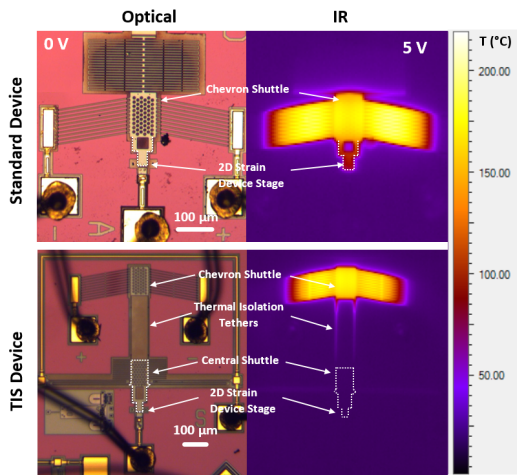 Optical
IR
Standard Device
0 V
5 V
T (°C)
Chevron Shuttle
2D Strain
Device Stage
100 µm
200.00
150.00
100.00
50.00
TIS Device
Chevron Shuttle
Thermal Isolation
Tethers
Central Shuttle
2D Strain
Device Stage
100 µm